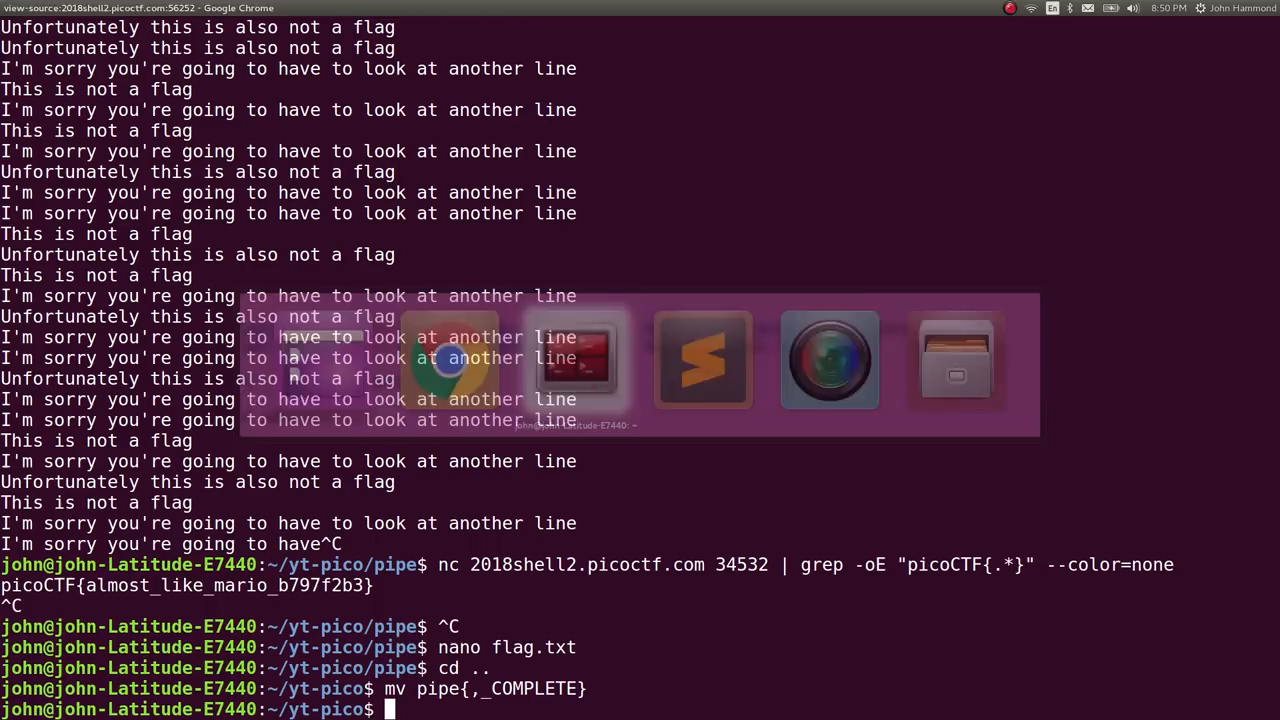 view-source:2018shell2.picoctf.com:56252 - Google Chrome
En
8:50 PM
John Hammond
Unfortunately this is also not a flag
Unfortunately this is also not a flag
I'm sorry you're going to have to look at another line
This is not a flag
I'm sorry you're going to have to look at another line
This is not a flag
I'm sorry you're going to have to look at another line
Unfortunately this is also not a flag
I'm sorry you're going to have to look at another line
I'm sorry you're going to have to look at another line
This is not a flag
Unfortunately this is also not a flag
This is not a flag
I'm sorry you're going to have to look at another line
Unfortunately this is also not a flag
I'm sorry you're going to have to look at another line
I'm sorry you're going to have to look at another line
Unfortunately this is also not a flag
I'm sorry you're going to have to look at another line
I'm sorry you're going to have to look at another line
john@john-Latitude-E7440: ~
This is not a flag
I'm sorry you're going to have to look at another line
Unfortunately this is also not a flag
This is not a flag
I'm sorry you're going to have to look at another line
I'm sorry you're going to have^C
john@john-Latitude-E7440:~/yt-pico/pipe$ nc 2018shell2.picoctf.com 34532 | grep -oE "picoCTF{.*}" --color=none
picoCTF{almost_like_mario_b797f2b3}
^C
john@john-Latitude-E7440:~/yt-pico/pipe$ ^C
john@john-Latitude-E7440:~/yt-pico/pipe$ nano flag.txt
john@john-Latitude-E7440:~/yt-pico/pipe$ cd ..
john@john-Latitude-E7440:~/yt-pico$ mv pipe{,_COMPLETE}
john@john-Latitude-E7440:~/yt-pico$